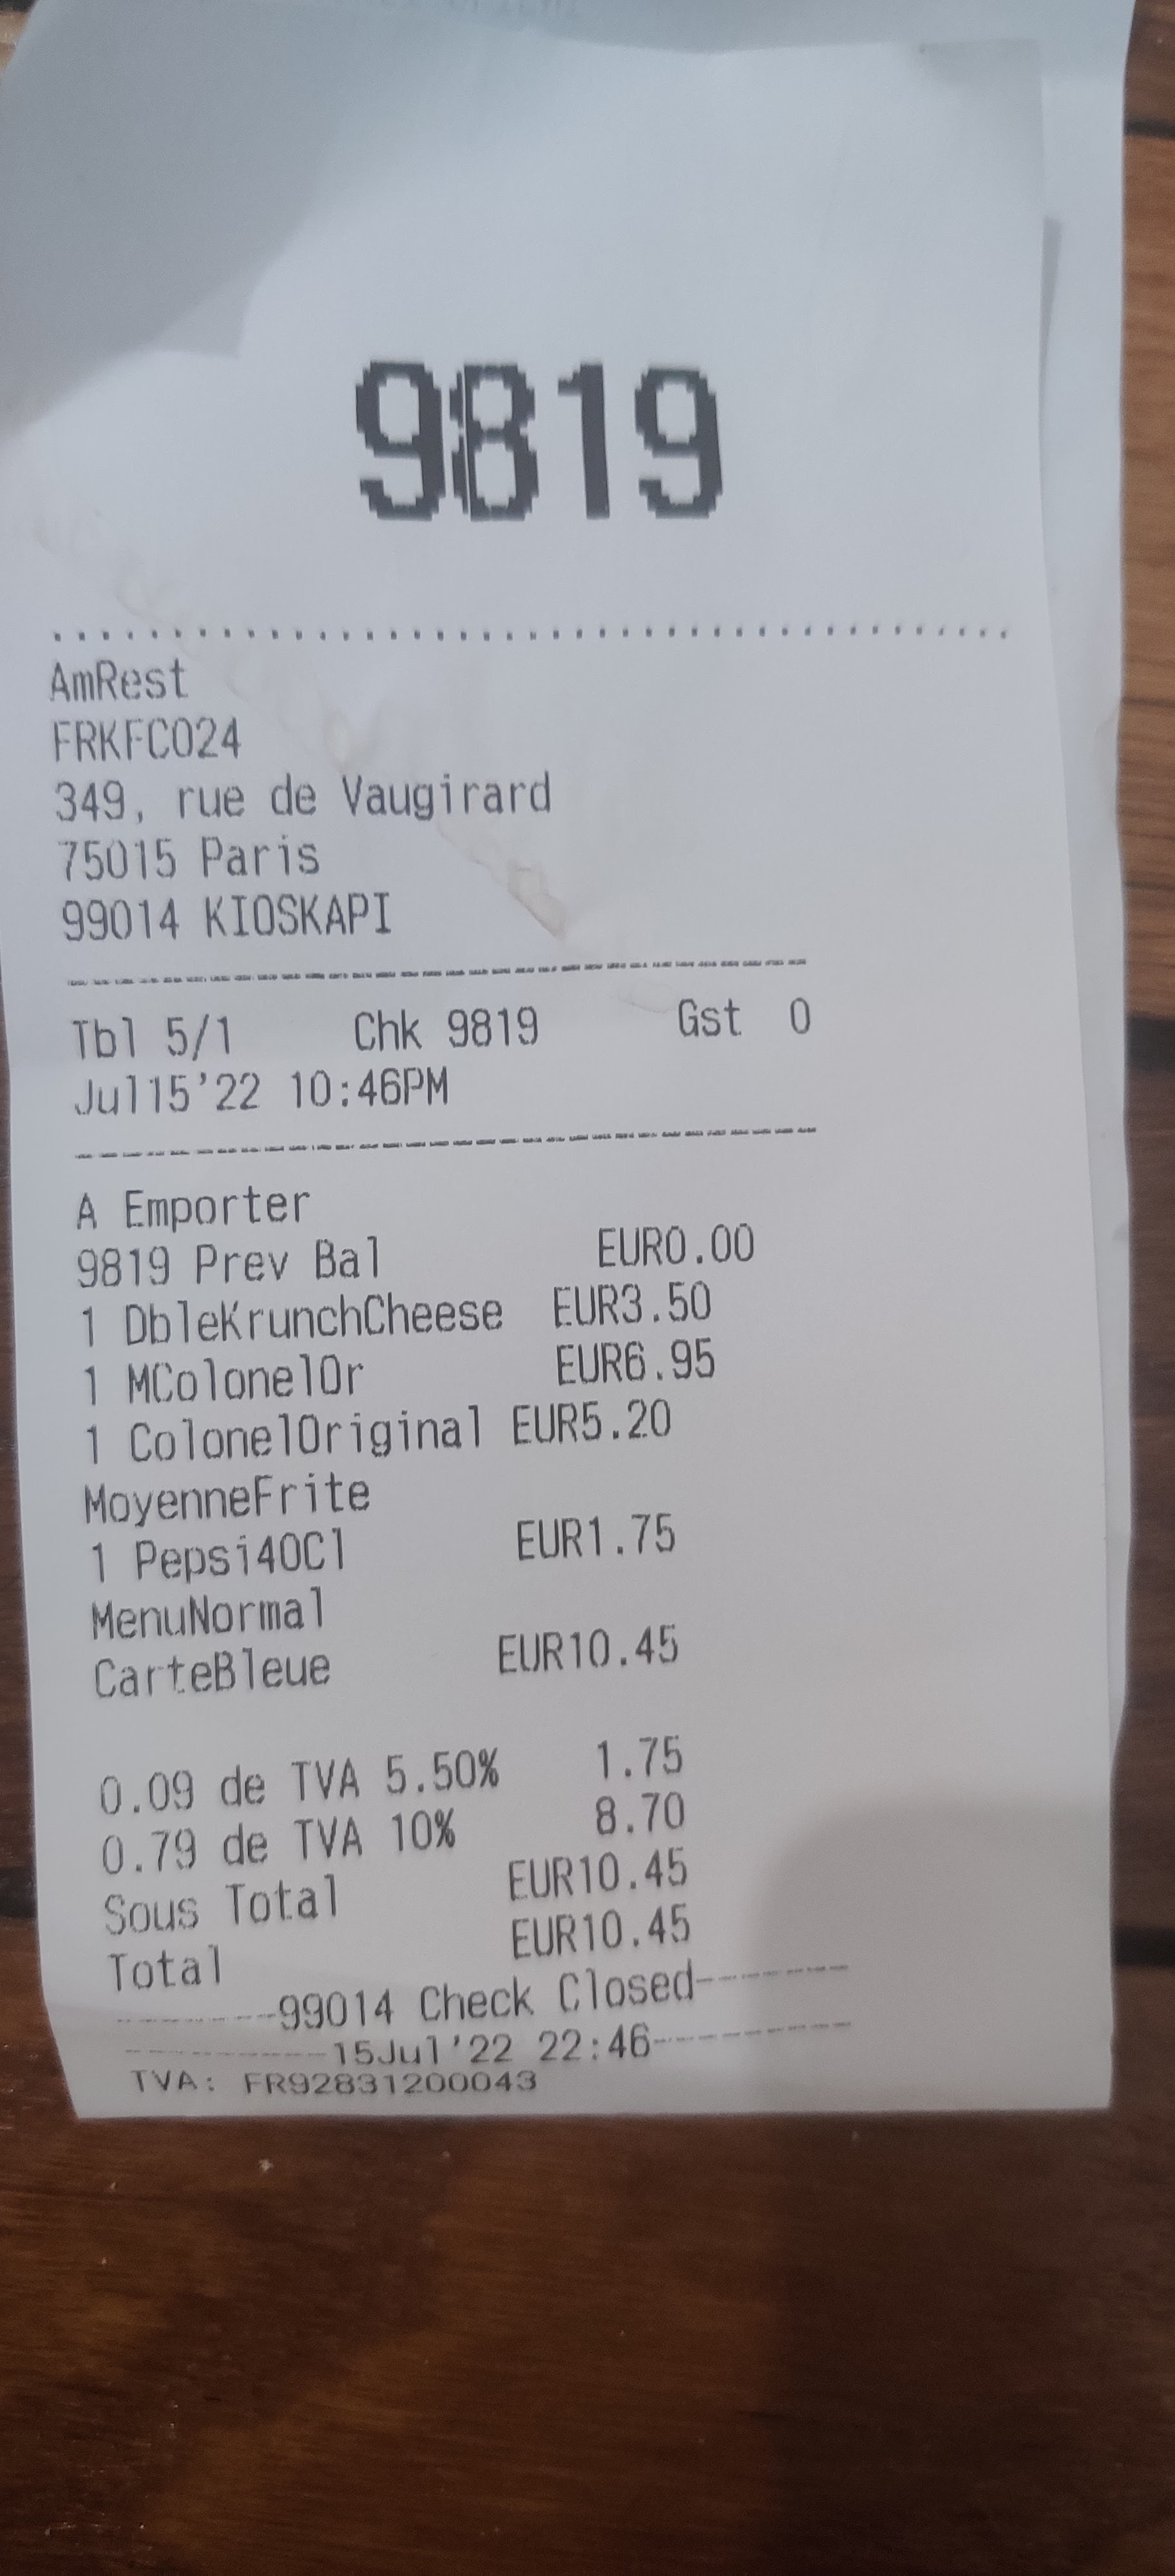 9819
AmRest
FRKFC024
349, rue de Vaugirard
75015 Paris
99014 KIOSKAPI
Tbl 5/1 Chk 9819 Gst 0
Jul15'22 10:46PM
A Emporter
9819 Prev Bal EUR0.00
1 DbleKrunchCheese EUR3.50
1 MColonelOr EUR6.95
1 ColonelOriginal EUR5.20
MoyenneFrite
1 Pepsi40Cl EUR1.75
MenuNormal
CarteBleue EUR10.45
0.09 de TVA 5.50% 1.75
0.79 de TVA 10% 8.70
Sous Total EUR10.45
Total EUR10.45
---------99014 Check Closed---------
-----------15Jul'22 22:46-----------
TVA: FR92831200043